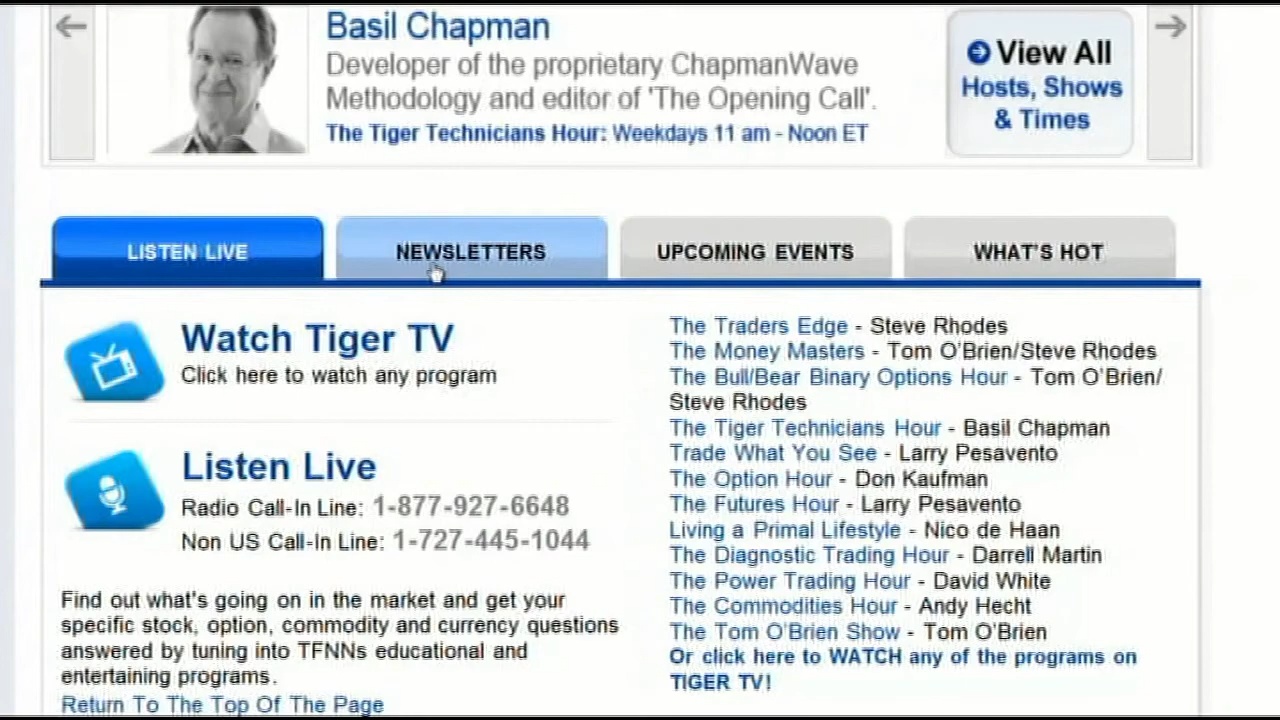 Basil Chapman
Developer of the proprietary ChapmanWave
Methodology and editor of 'The Opening Call'.
The Tiger Technicians Hour: Weekdays 11 am - Noon ET
View All
Hosts, Shows
& Times
LISTEN LIVE
NEWSLETTERS
UPCOMING EVENTS
WHAT'S HOT
Watch Tiger TV
Click here to watch any program
Listen Live
Radio Call-In Line: 1-877-927-6648
Non US Call-In Line: 1-727-445-1044
Find out what's going on in the market and get your
specific stock, option, commodity and currency questions
answered by tuning into TFNNs educational and
entertaining programs.
Return To The Top Of The Page
The Traders Edge - Steve Rhodes
The Money Masters - Tom O'Brien/Steve Rhodes
The Bull/Bear Binary Options Hour - Tom O'Brien/
Steve Rhodes
The Tiger Technicians Hour - Basil Chapman
Trade What You See - Larry Pesavento
The Option Hour - Don Kaufman
The Futures Hour - Larry Pesavento
Living a Primal Lifestyle - Nico de Haan
The Diagnostic Trading Hour - Darrell Martin
The Power Trading Hour - David White
The Commodities Hour - Andy Hecht
The Tom O'Brien Show - Tom O'Brien
Or click here to WATCH any of the programs on
TIGER TV!